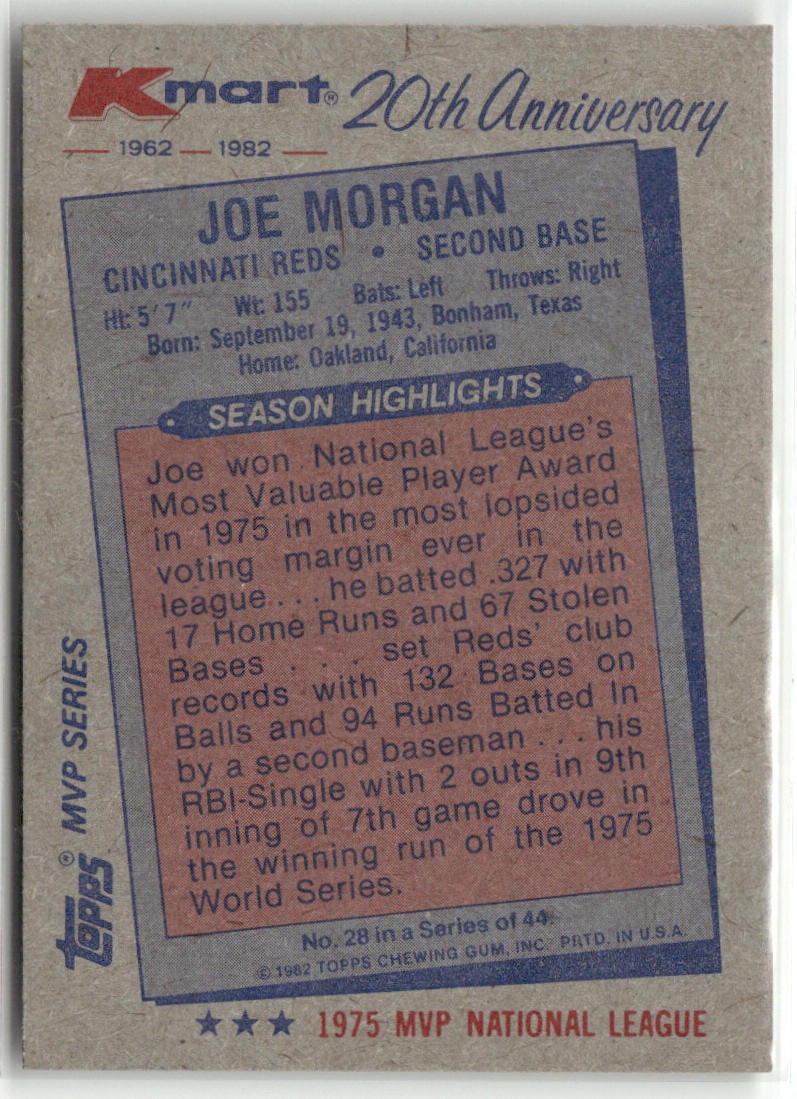 Kmart® 20th Anniversary
1962 — 1982
JOE MORGAN
CINCINNATI REDS • SECOND BASE
Ht: 5'7" Wt: 155 Bats: Left Throws: Right
Born: September 19, 1943, Bonham, Texas
Home: Oakland, California
SEASON HIGHLIGHTS
Joe won National League's
Most Valuable Player Award
in 1975 in the most lopsided
voting margin ever in the
league . . . he batted .327 with
17 Home Runs and 67 Stolen
Bases . . . set Reds' club
records with 132 Bases on
Balls and 94 Runs Batted In
by a second baseman . . . his
RBI-Single with 2 outs in 9th
inning of 7th game drove in
the winning run of the 1975
World Series.
No. 28 in a Series of 44.
© 1982 TOPPS CHEWING GUM, INC. PRTD. IN U.S.A.
topps® MVP SERIES
★★★ 1975 MVP NATIONAL LEAGUE